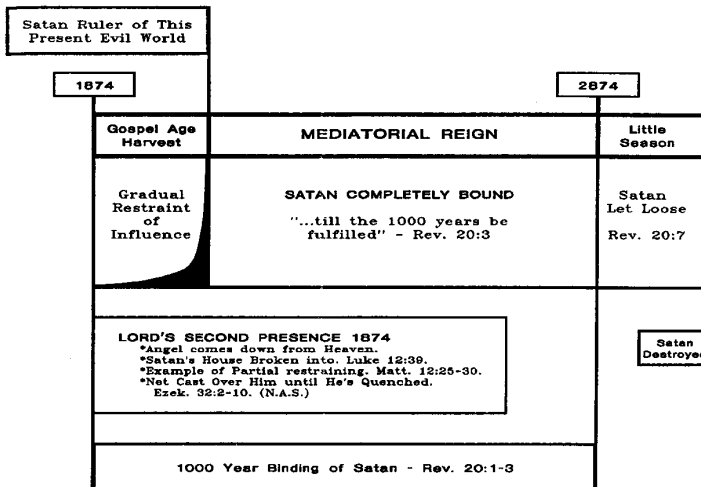 Satan Ruler of This
Present Evil World
1874
2874
Gospel Age
Harvest
MEDIATORIAL REIGN
Little
Season
Gradual
Restraint
of
Influence
SATAN COMPLETELY BOUND
"...till the 1000 years be
fulfilled" - Rev. 20:3
Satan
Let Loose
Rev. 20:7
LORD'S SECOND PRESENCE 1874
*Angel comes down from Heaven.
*Satan's House Broken into. Luke 12:39.
*Example of Partial restraining. Matt. 12:25-30.
*Net Cast Over Him until He's Quenched.
Ezek. 32:2-10. (N.A.S.)
Satan
Destroyed
1000 Year Binding of Satan - Rev. 20:1-3